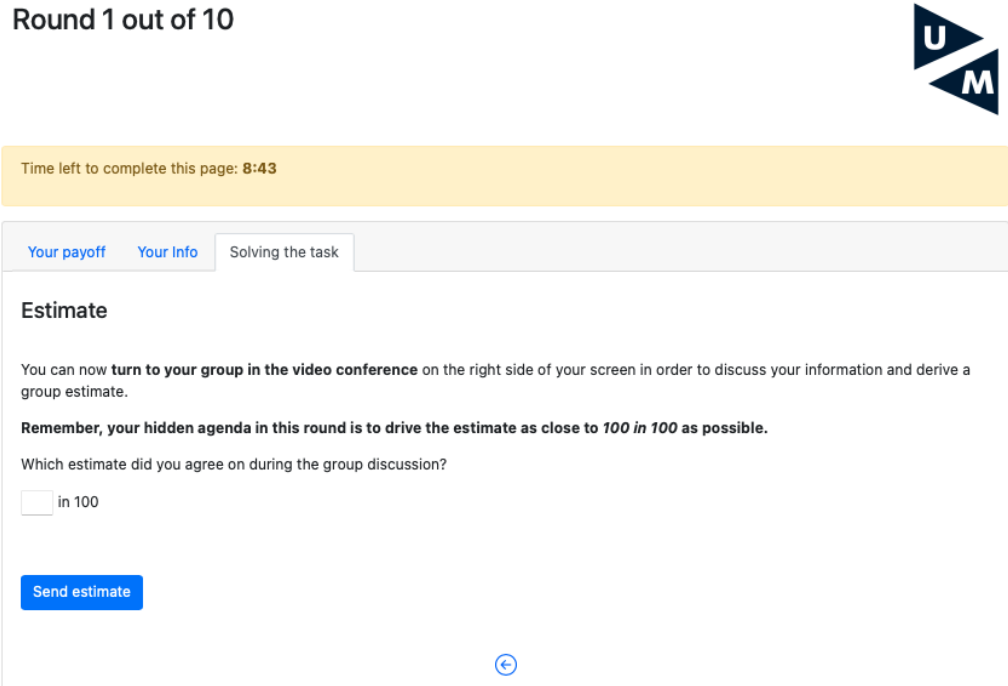 Round 1 out of 10
U
M
Time left to complete this page: 8:43
Your payoff Your Info Solving the task
Estimate
You can now turn to your group in the video conference on the right side of your screen in order to discuss your information and derive a
group estimate.
Remember, your hidden agenda in this round is to drive the estimate as close to 100 in 100 as possible.
Which estimate did you agree on during the group discussion?
in 100
Send estimate